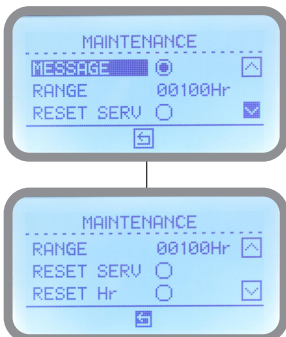 MAINTENANCE
MESSAGE
RANGE 00100Hr
RESET SERV
MAINTENANCE
RANGE 00100Hr
RESET SERV
RESET Hr